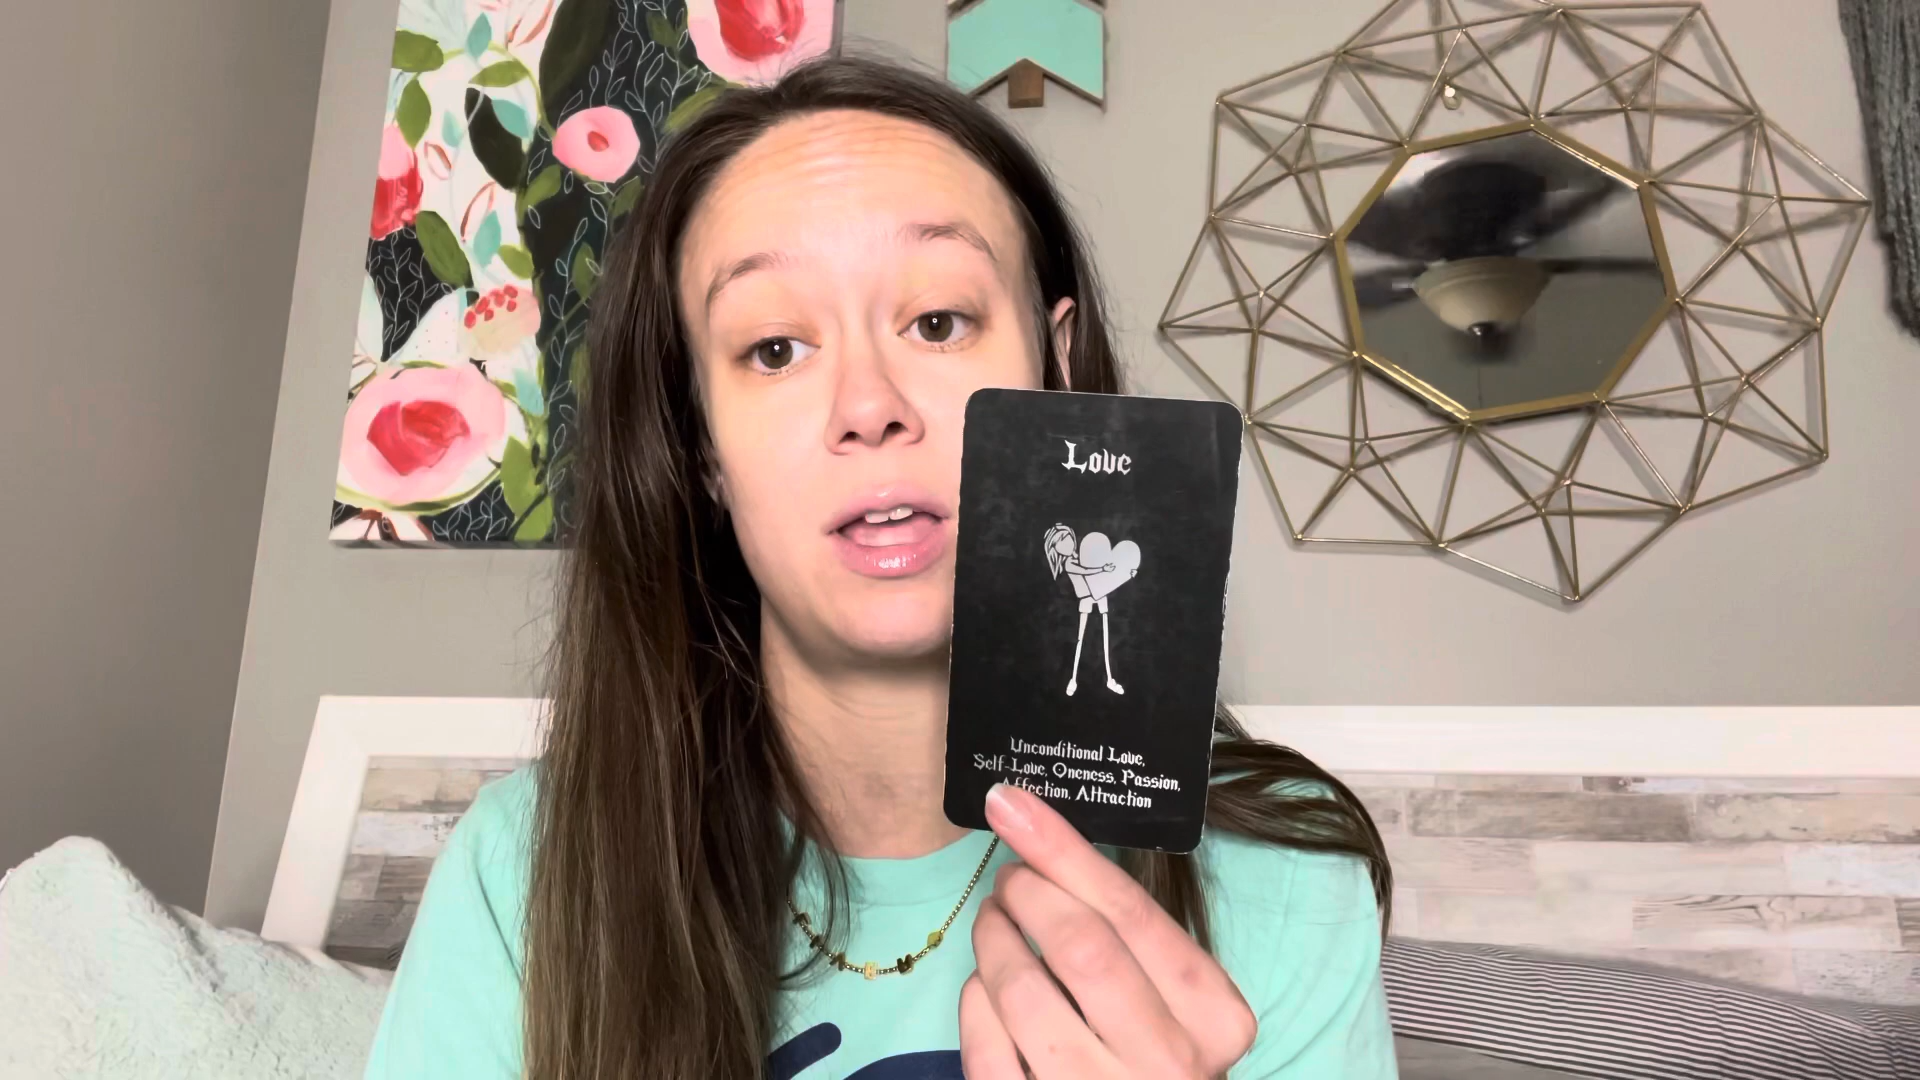 Love
Unconditional Love,
Self-Love, Oneness, Passion,
Affection, Attraction